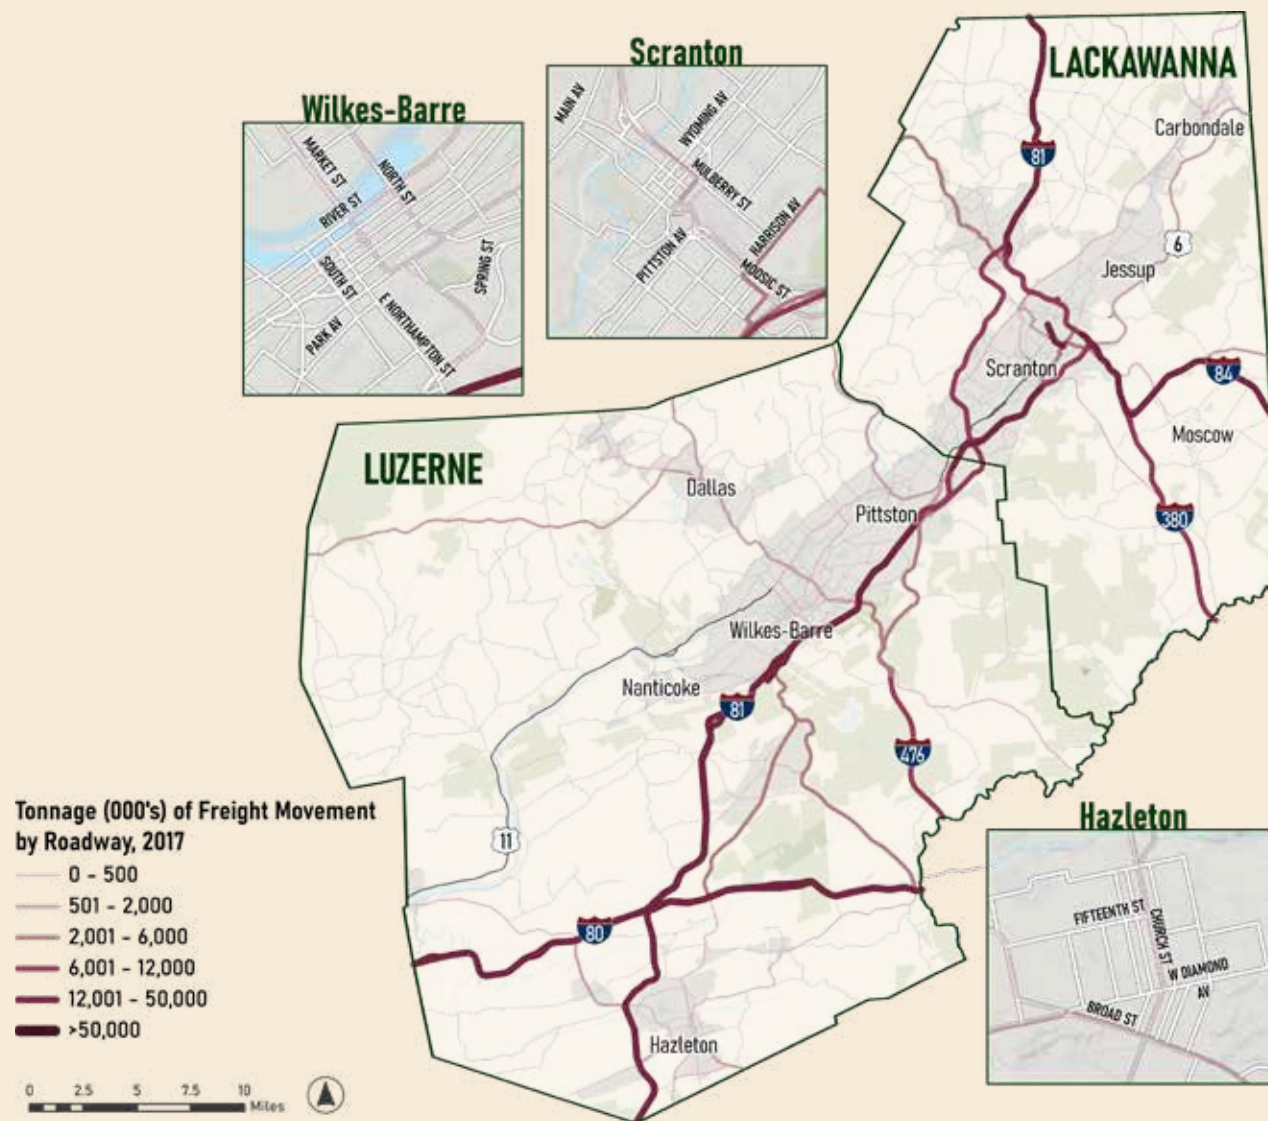 Scranton
MAIN AV
WYOMING AV
MULBERRY ST
HARRISON AV
PITTSTON AV
MOOSIC ST
Wilkes-Barre
MARKET ST
NORTH ST
RIVER ST
SOUTH ST
SPRING ST
E NORTHAMPTON ST
PARK AV
LACKAWANNA
Carbondale
81
6
Jessup
Scranton
84
Moscow
380
LUZERNE
Dallas
Pittston
Wilkes-Barre
Nanticoke
81
476
11
80
Hazleton
Hazleton
FIFTEENTH ST
CHURCH ST
W DIAMOND
AV
BROAD ST
Tonnage (000's) of Freight Movement
by Roadway, 2017
0 - 500
501 - 2,000
2,001 - 6,000
6,001 - 12,000
12,001 - 50,000
>50,000
0 2.5 5 7.5 10
Miles